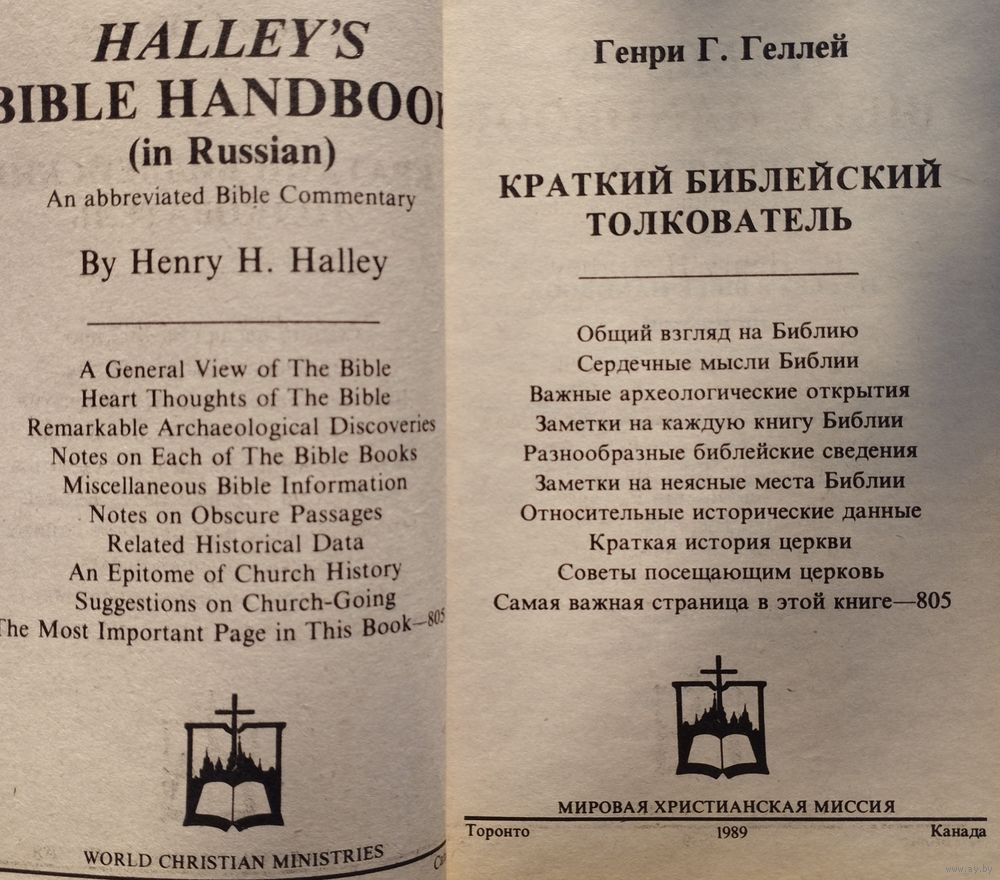 HALLEY'S
BIBLE HANDBOOK
(in Russian)
An abbreviated Bible Commentary
By Henry H. Halley
A General View of The Bible
Heart Thoughts of The Bible
Remarkable Archaeological Discoveries
Notes on Each of The Bible Books
Miscellaneous Bible Information
Notes on Obscure Passages
Related Historical Data
An Epitome of Church History
Suggestions on Church-Going
The Most Important Page in This Book—805
WORLD CHRISTIAN MINISTRIES
Генри Г. Геллей
КРАТКИЙ БИБЛЕЙСКИЙ
ТОЛКОВАТЕЛЬ
Общий взгляд на Библию
Сердечные мысли Библии
Важные археологические открытия
Заметки на каждую книгу Библии
Разнообразные библейские сведения
Заметки на неясные места Библии
Относительные исторические данные
Краткая история церкви
Советы посещающим церковь
Самая важная страница в этой книге—805
МИРОВАЯ ХРИСТИАНСКАЯ МИССИЯ
Торонто 1989 Канада
www.ay.by